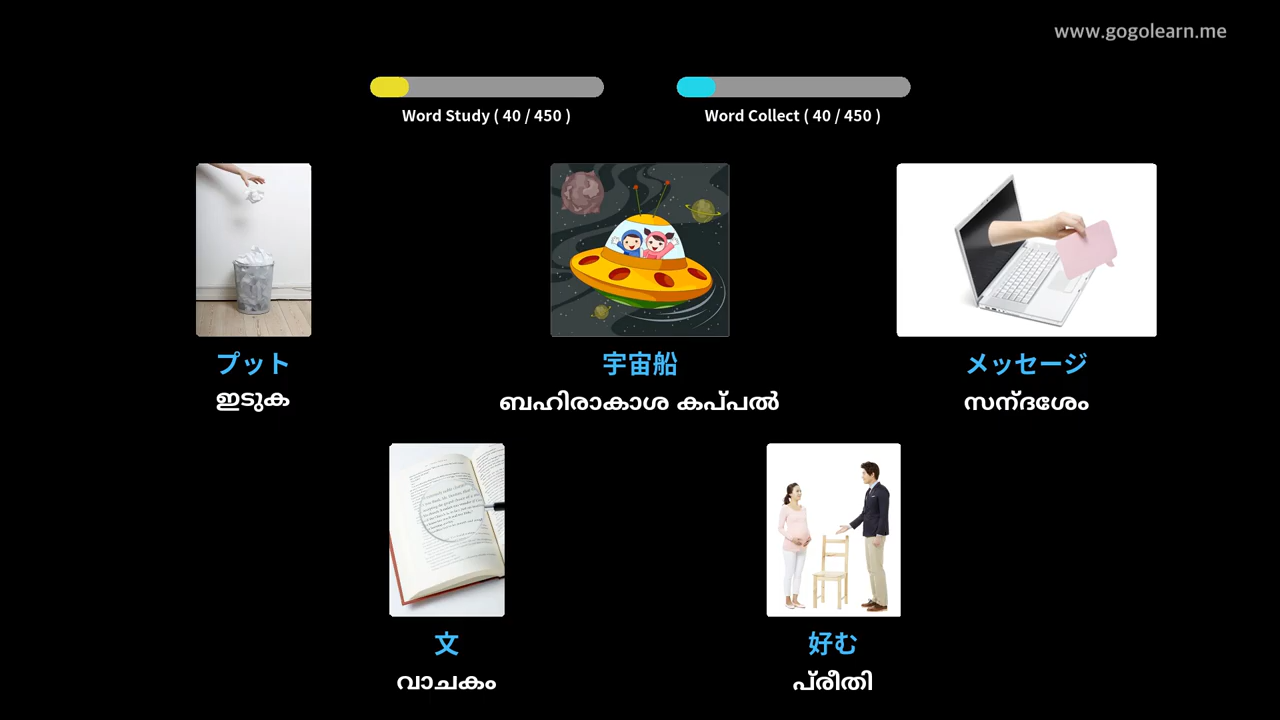 www.gogolearn.me
Word Study ( 40 / 450 )
Word Collect ( 40 / 450 )
プット
ഇടുക
宇宙船
ബഹിരാകാശ കപ്പൽ
メッセージ
സന്ദശേം
文
വാചകം
好む
പ്രീതി